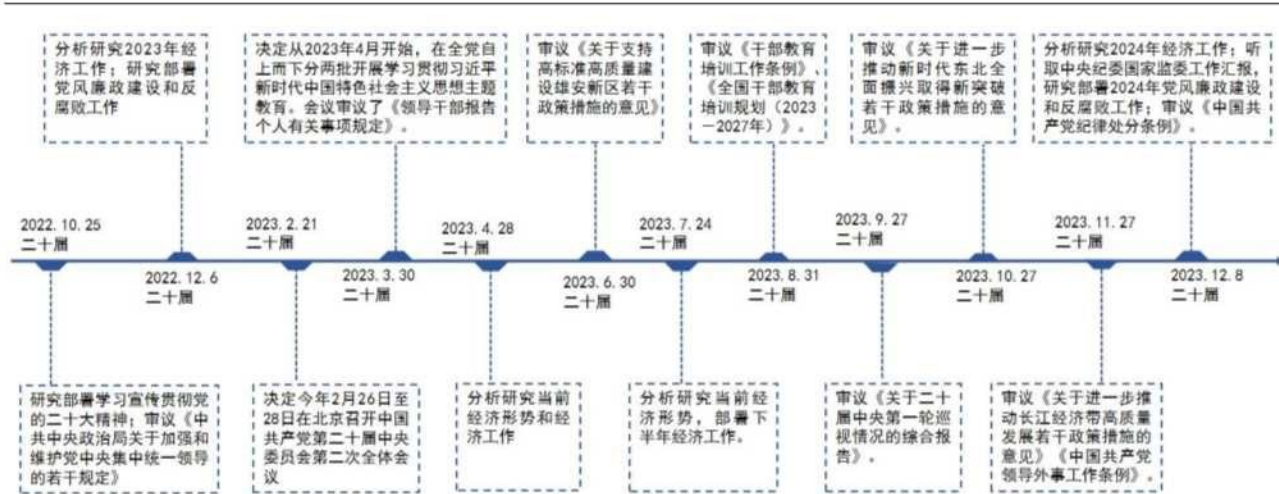 分析研究2023年经
济工作；研究部署
党风廉政建设和反
腐败工作
决定从2023年4月开始，在全党自
上而下分两批开展学习贯彻习近平
新时代中国特色社会主义思想主题
教育。会议审议了《领导干部报告
个人有关事项规定》。
审议《关于支持
高标准高质量建
设雄安新区若干
政策措施的意见》
审议《干部教育
培训工作条例》、
《全国干部教育
培训规划（2023
－2027年）》。
审议《关于进一步
推动新时代东北全
面振兴取得新突破
若干政策措施的意
见》。
分析研究2024年经济工作；听
取中央纪委国家监委工作汇报，
研究部署2024年党风廉政建设
和反腐败工作；审议《中国共
产党纪律处分条例》。
2022.10.25
二十届
2022.12.6
二十届
2023.2.21
二十届
2023.3.30
二十届
2023.4.28
二十届
2023.6.30
二十届
2023.7.24
二十届
2023.8.31
二十届
2023.9.27
二十届
2023.10.27
二十届
2023.11.27
二十届
2023.12.8
二十届
研究部署学习宣传贯彻党
的二十大精神；审议《中
共中央政治局关于加强和
维护党中央集中统一领导
的若干规定》
决定今年2月26日至
28日在北京召开中国
共产党第二十届中央
委员会第二次全体会
议
分析研究当前
经济形势和经
济工作
分析研究当前经
济形势，部署下
半年经济工作。
审议《关于二十
届中央第一轮巡
视情况的综合报
告》。
审议《关于进一步推
动长江经济带高质量
发展若干政策措施的
意见》《中国共产党
领导外事工作条例》。